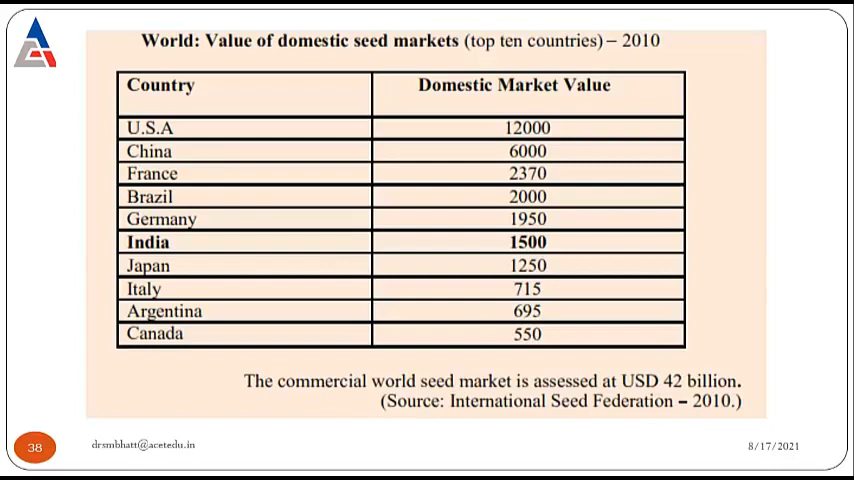 World: Value of domestic seed markets (top ten countries) – 2010
Country Domestic Market Value
U.S.A 12000
China 6000
France 2370
Brazil 2000
Germany 1950
India 1500
Japan 1250
Italy 715
Argentina 695
Canada 550
The commercial world seed market is assessed at USD 42 billion.
(Source: International Seed Federation – 2010.)
38 drsmbhatt@acetedu.in 8/17/2021